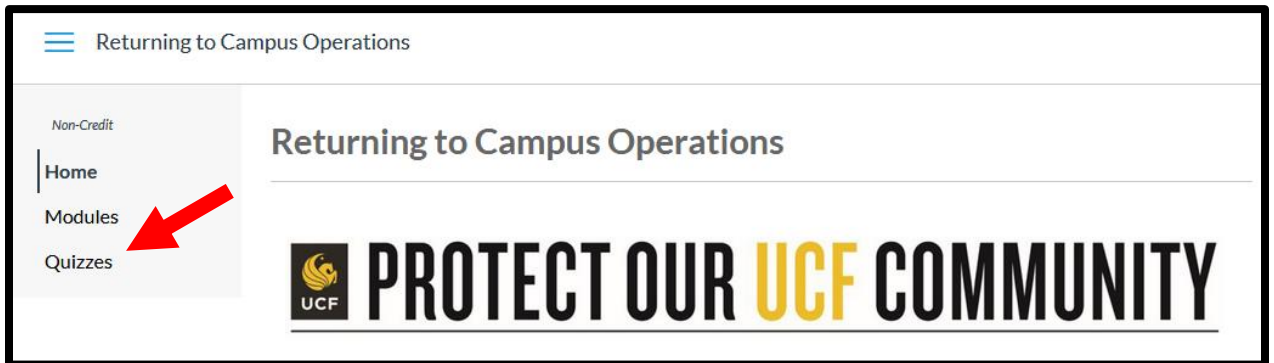 Returning to Campus Operations
Non-Credit
Home
Modules
Quizzes
Returning to Campus Operations
UCF
PROTECT OUR UCF COMMUNITY